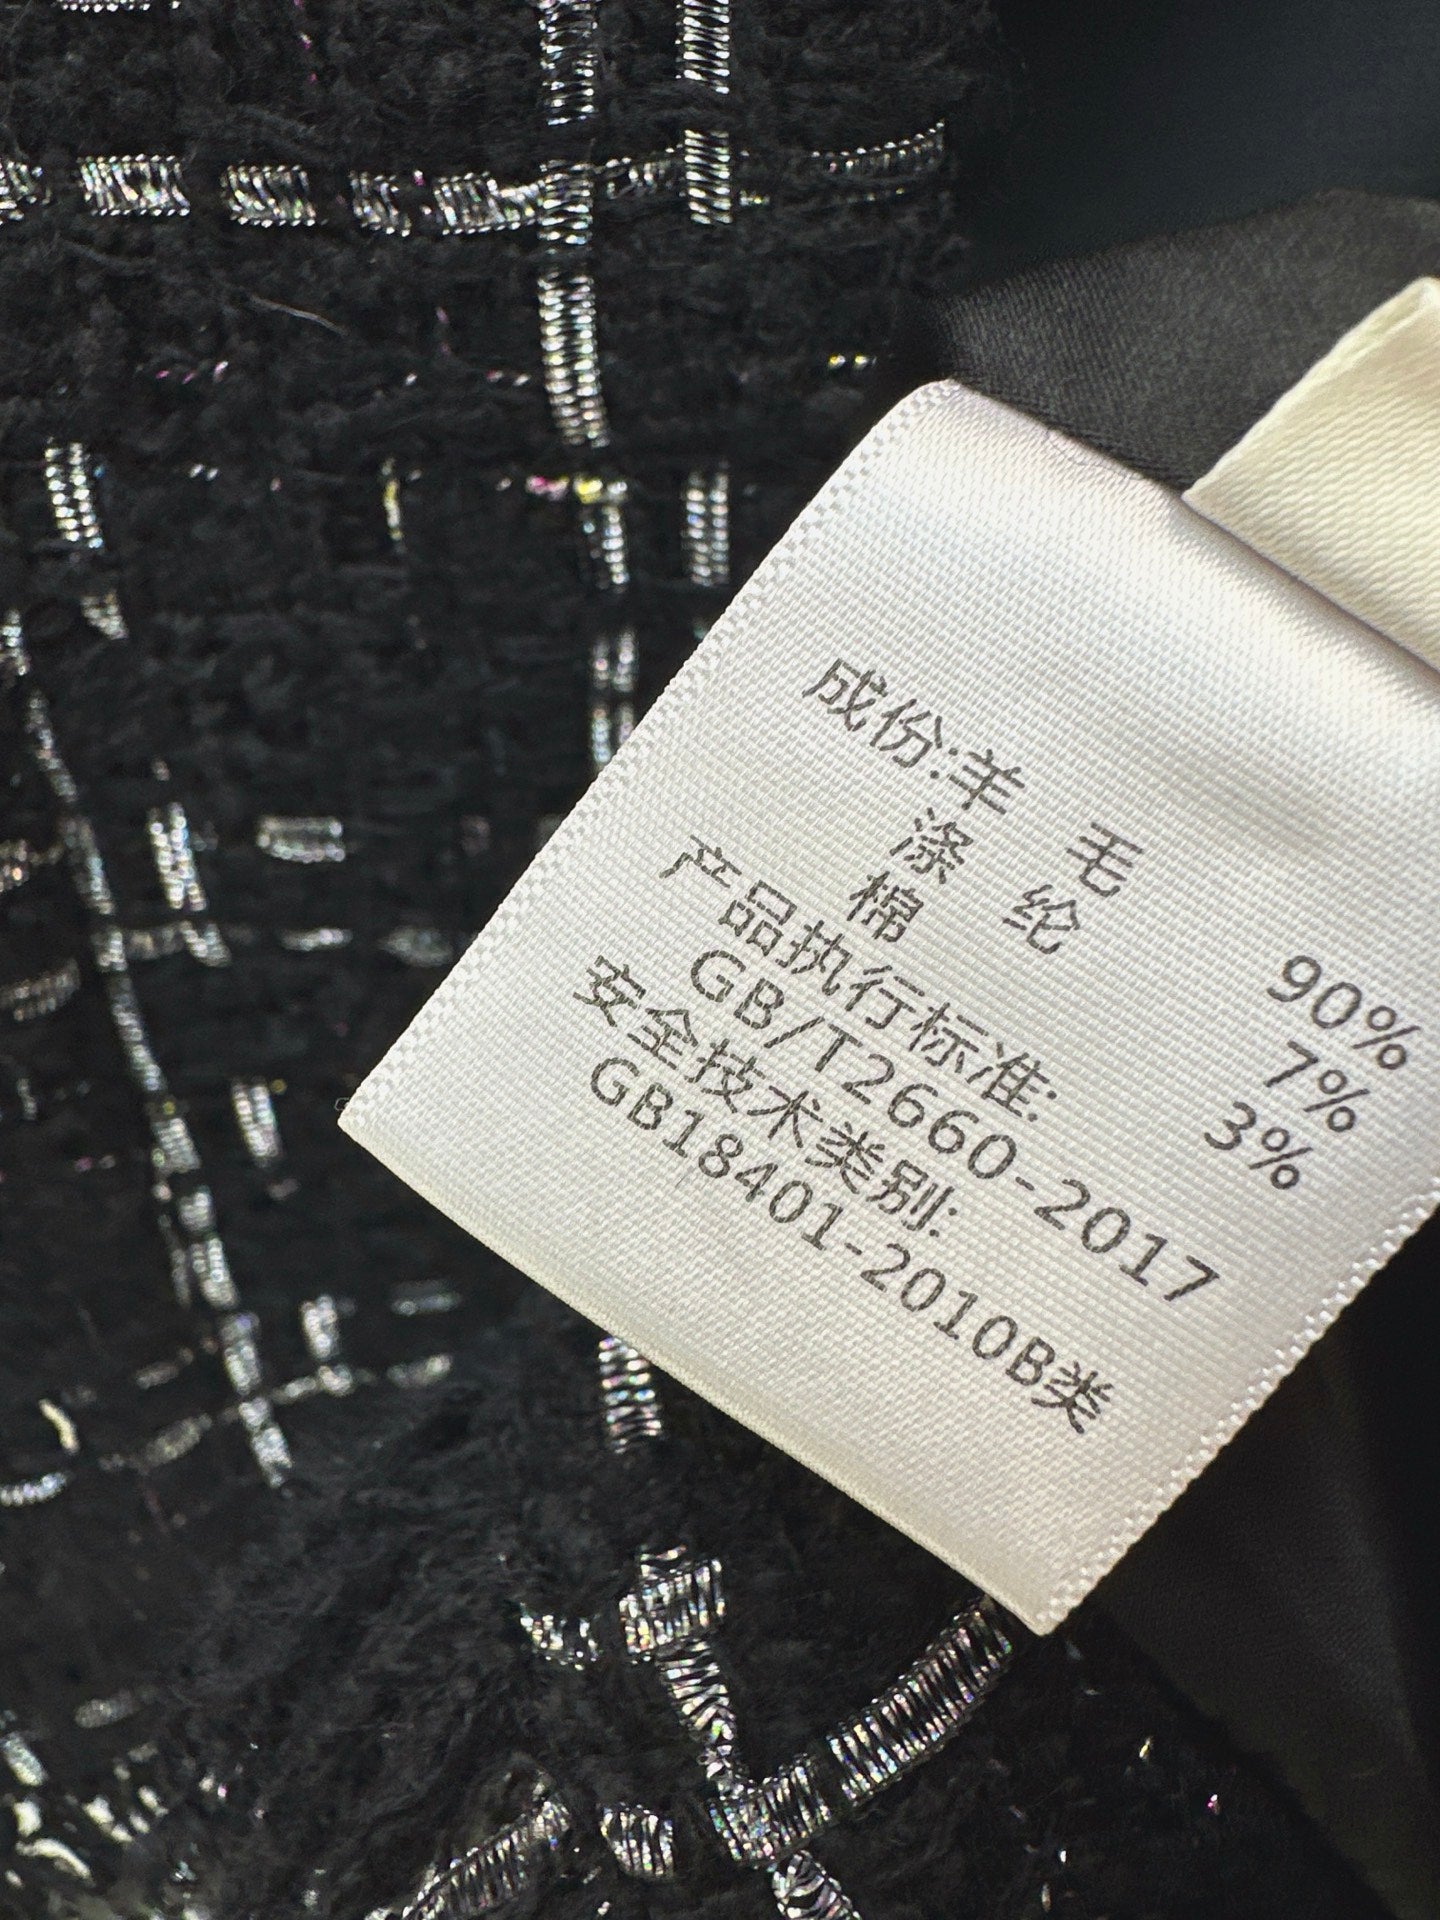 成份:羊 毛 90%
涤 纶 7%
棉 3%
产品执行标准:
GB/T2660-2017
安全技术类别:
GB18401-2010B类